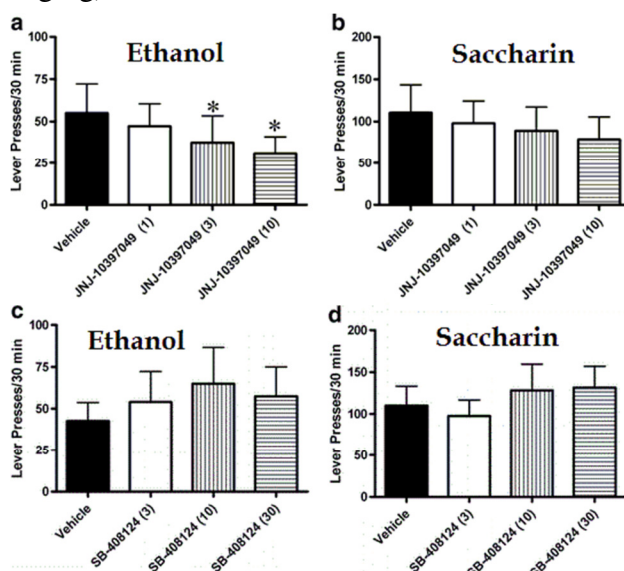 a
Ethanol
Lever Presses/30 min
100
75
50
25
0
*
*
Vehicle
JNJ-10397049 (1)
JNJ-10397049 (3)
JNJ-10397049 (10)
b
Saccharin
Lever Presses/30 min
200
150
100
50
0
Vehicle
JNJ-10397049 (1)
JNJ-10397049 (3)
JNJ-10397049 (10)
c
Ethanol
Lever Presses/30 min
100
75
50
25
0
Vehicle
SB-408124 (3)
SB-408124 (10)
SB-408124 (30)
d
Saccharin
Lever Presses/30 min
200
150
100
50
0
Vehicle
SB-408124 (3)
SB-408124 (10)
SB-408124 (30)